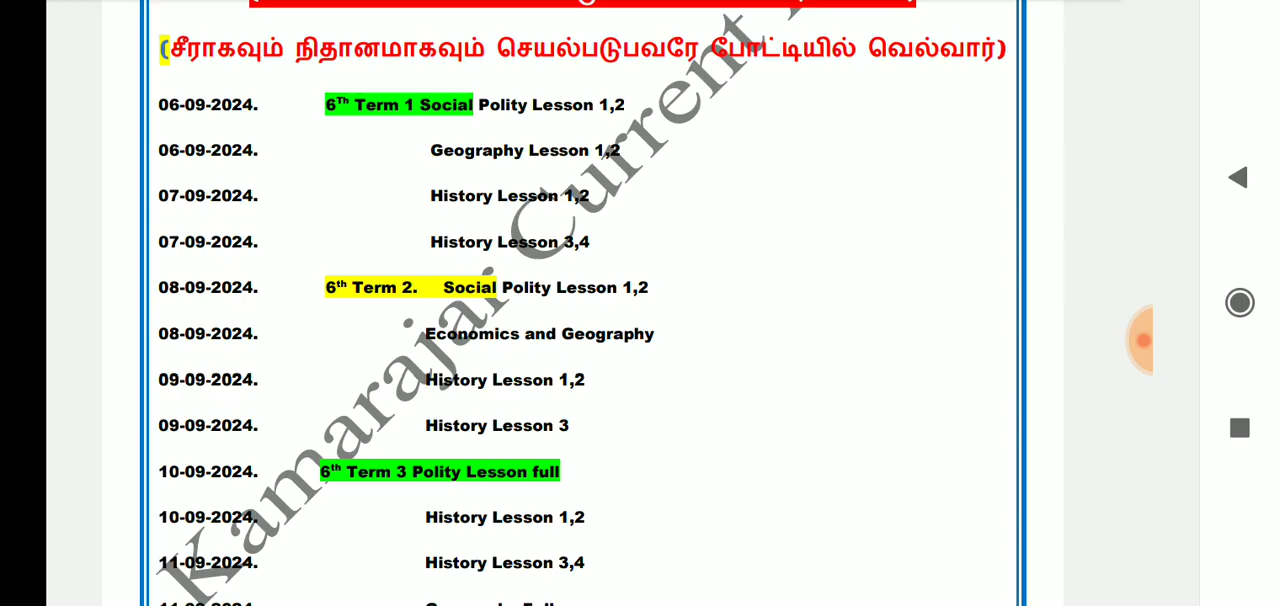 (சீராகவும் நிதானமாகவும் செயல்படுபவரே போட்டியில் வெல்வார்)
06-09-2024. 6Th Term 1 Social Polity Lesson 1,2
06-09-2024. Geography Lesson 1,2
07-09-2024. History Lesson 1,2
07-09-2024. History Lesson 3,4
08-09-2024. 6th Term 2. Social Polity Lesson 1,2
08-09-2024. Economics and Geography
09-09-2024. History Lesson 1,2
09-09-2024. History Lesson 3
10-09-2024. 6th Term 3 Polity Lesson full
10-09-2024. History Lesson 1,2
11-09-2024. History Lesson 3,4
Kamarajar Current